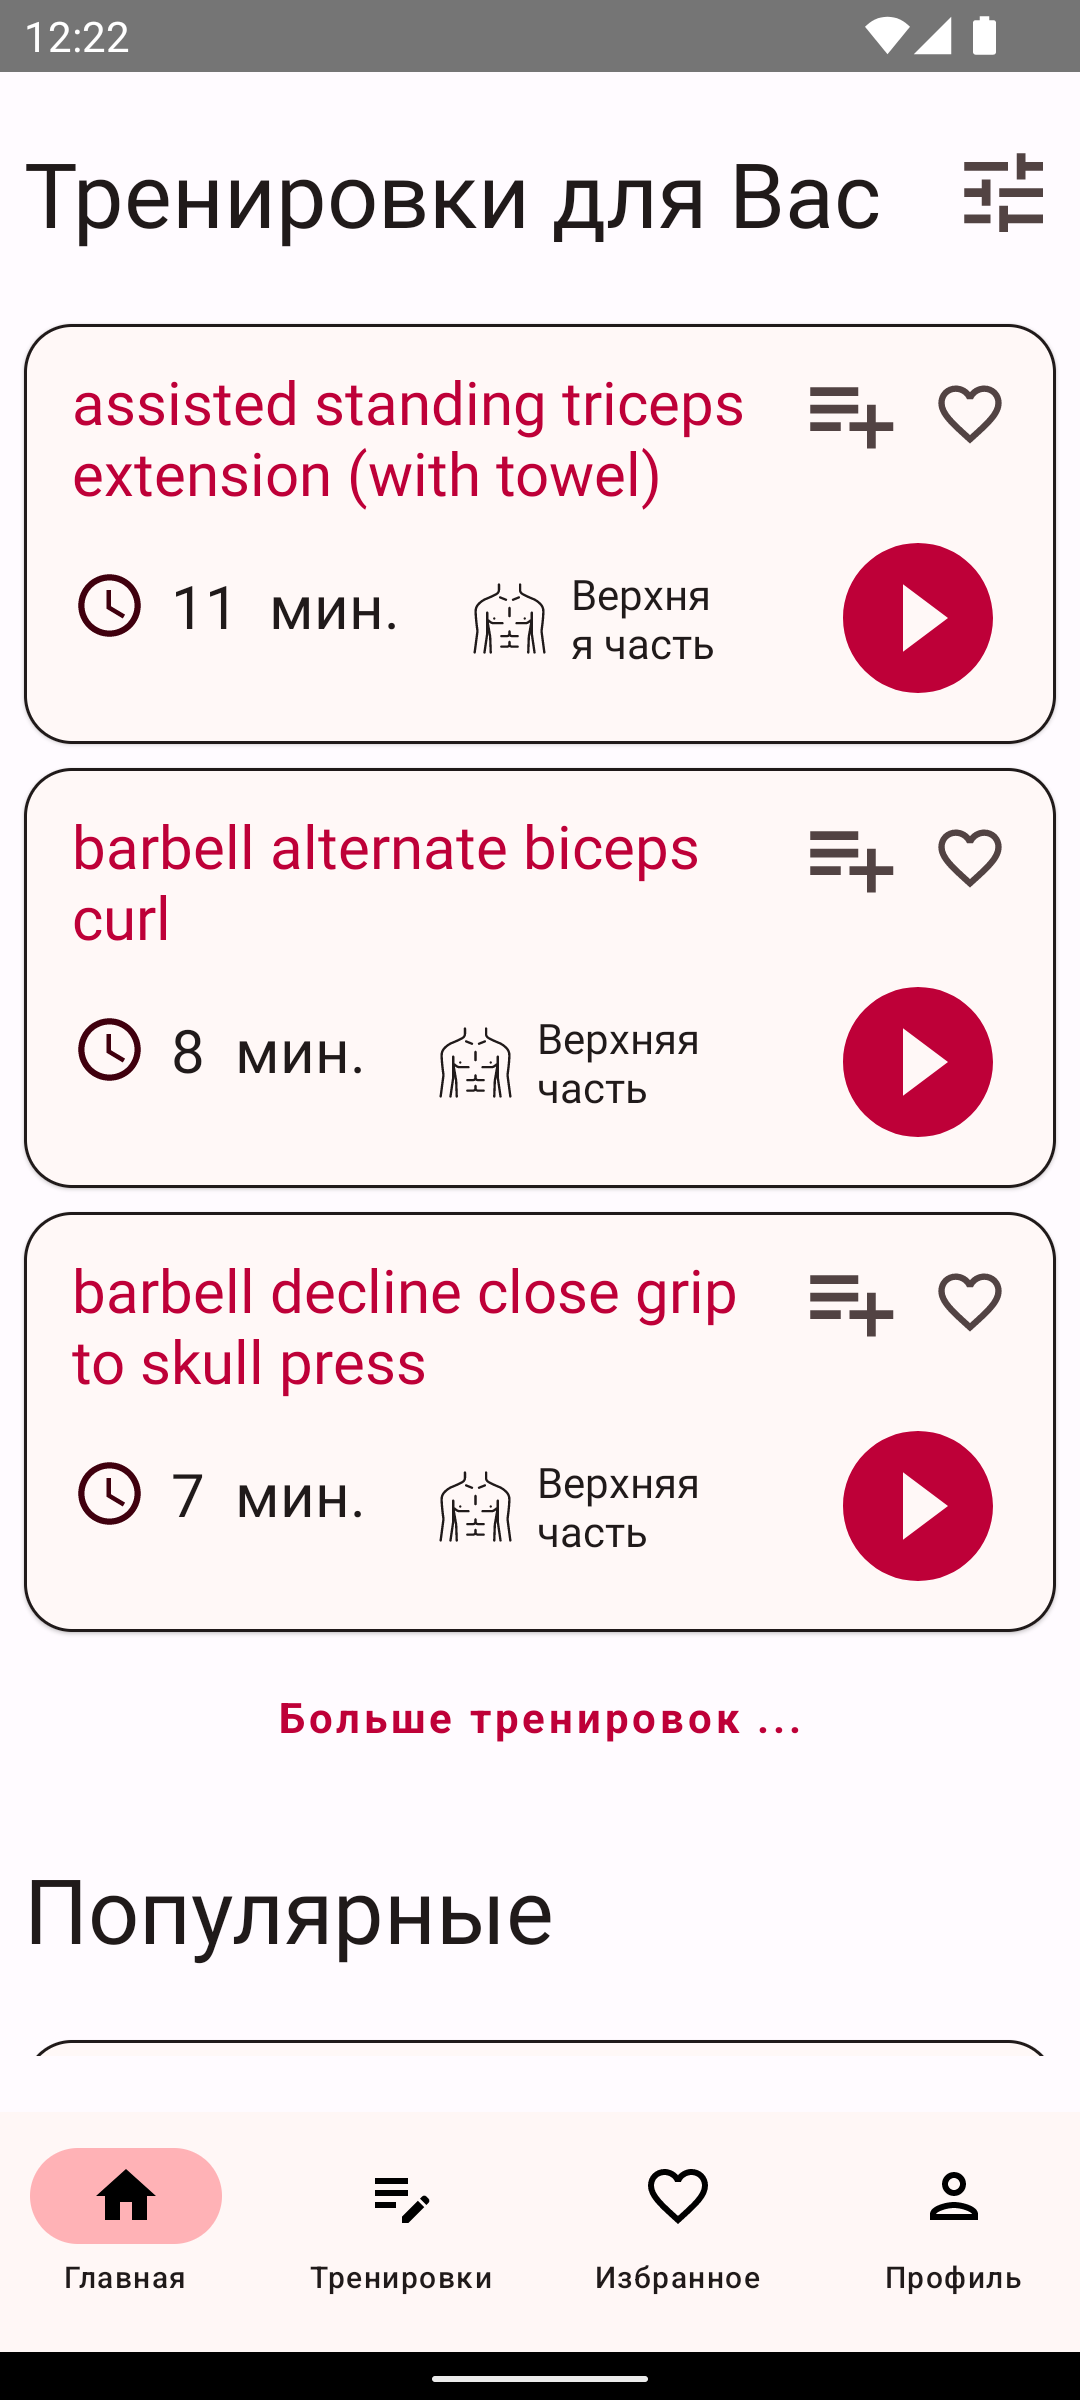 12:22
Тренировки для Вас
assisted standing triceps
extension (with towel)
11 мин.
Верхня
я часть
barbell alternate biceps
curl
8 мин.
Верхняя
часть
barbell decline close grip
to skull press
7 мин.
Верхняя
часть
Больше тренировок ...
Популярные
Главная
Тренировки
Избранное
Профиль